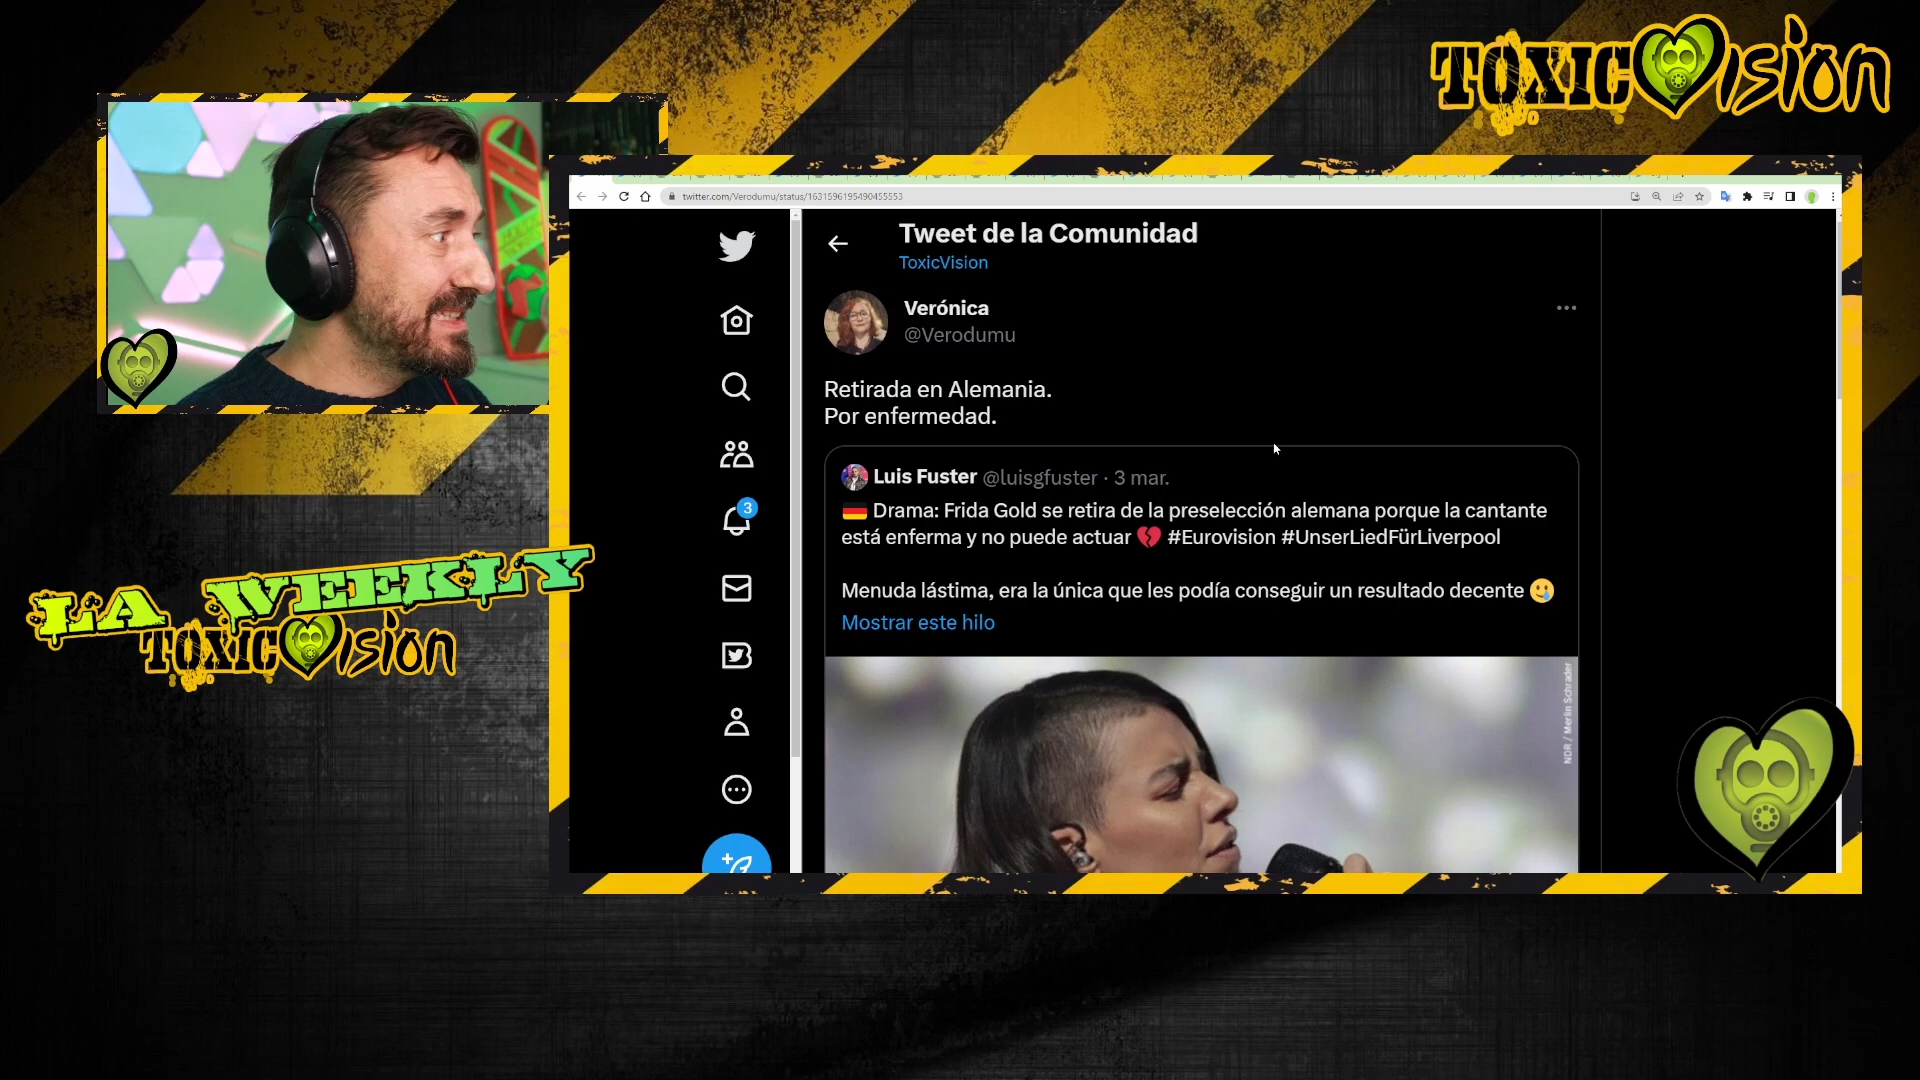 TOXICVISION
twitter.com/Verodumu/status/1631596195490455553
Tweet de la Comunidad
ToxicVision
Verónica
@Verodumu
Retirada en Alemania.
Por enfermedad.
Luis Fuster @luisgfuster · 3 mar.
🇩🇪 Drama: Frida Gold se retira de la preselección alemana porque la cantante
está enferma y no puede actuar 💔 #Eurovision #UnserLiedFürLiverpool
Menuda lástima, era la única que les podía conseguir un resultado decente 🥲
Mostrar este hilo
NDR / Merlin Schrader
3
LA WEEKLY
TOXICVISION